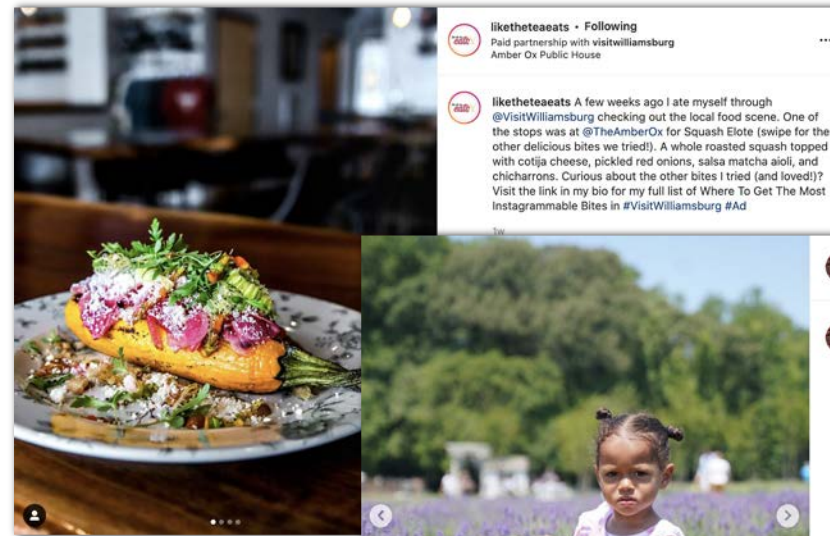 liketheteaeats • Following
Paid partnership with visitwilliamsburg
Amber Ox Public House
liketheteaeats A few weeks ago I ate myself through
@VisitWilliamsburg checking out the local food scene. One of
the stops was at @TheAmberOx for Squash Elote (swipe for the
other delicious bites we tried!). A whole roasted squash topped
with cotija cheese, pickled red onions, salsa matcha aioli, and
chicharrons. Curious about the other bites I tried (and loved!)?
Visit the link in my bio for my full list of Where To Get The Most
Instagrammable Bites in #VisitWilliamsburg #Ad
1w